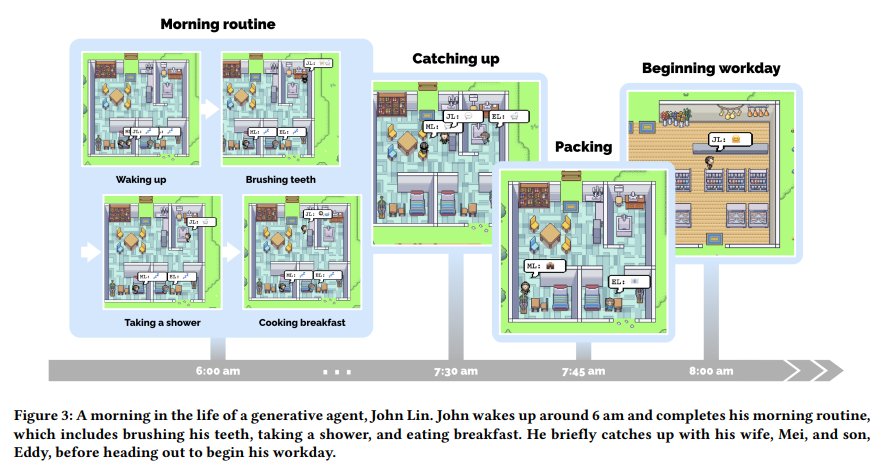 Morning routine
Catching up
Beginning workday
Packing
JL:
JL:
ML:
EL:
Waking up
Brushing teeth
JL:
ML:
EL:
JL:
ML:
EL:
Taking a shower
Cooking breakfast
JL:
EL:
ML:
ML:
EL:
JL:
6:00 am
...
7:30 am
7:45 am
8:00 am
Figure 3: A morning in the life of a generative agent, John Lin. John wakes up around 6 am and completes his morning routine,
which includes brushing his teeth, taking a shower, and eating breakfast. He briefly catches up with his wife, Mei, and son,
Eddy, before heading out to begin his workday.